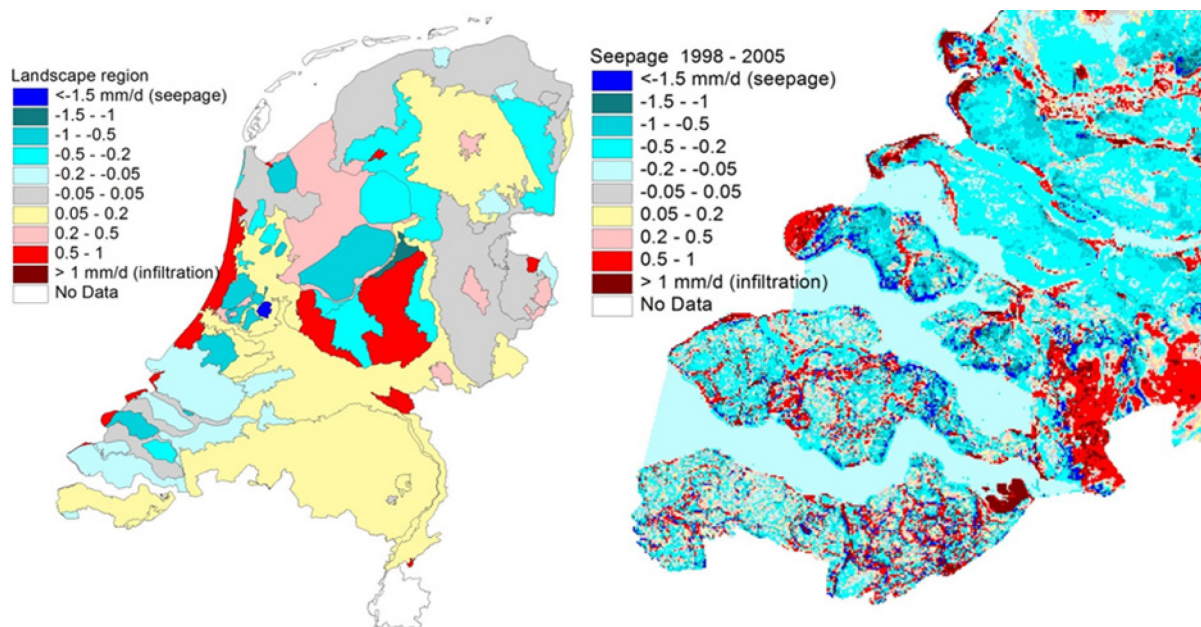 Landscape region
<-1.5 mm/d (seepage)
-1.5 - -1
-1 - -0.5
-0.5 - -0.2
-0.2 - -0.05
-0.05 - 0.05
0.05 - 0.2
0.2 - 0.5
0.5 - 1
> 1 mm/d (infiltration)
No Data
Seepage 1998 - 2005
<-1.5 mm/d (seepage)
-1.5 - -1
-1 - -0.5
-0.5 - -0.2
-0.2 - -0.05
-0.05 - 0.05
0.05 - 0.2
0.2 - 0.5
0.5 - 1
> 1 mm/d (infiltration)
No Data